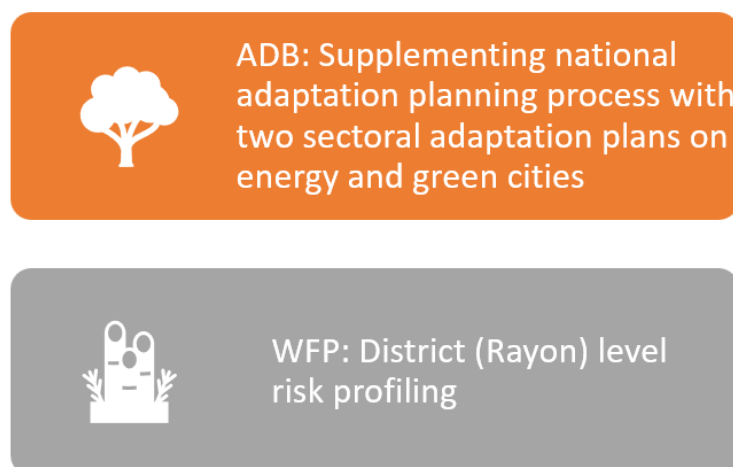 ADB: Supplementing national
adaptation planning process with
two sectoral adaptation plans on
energy and green cities
WFP: District (Rayon) level
risk profiling